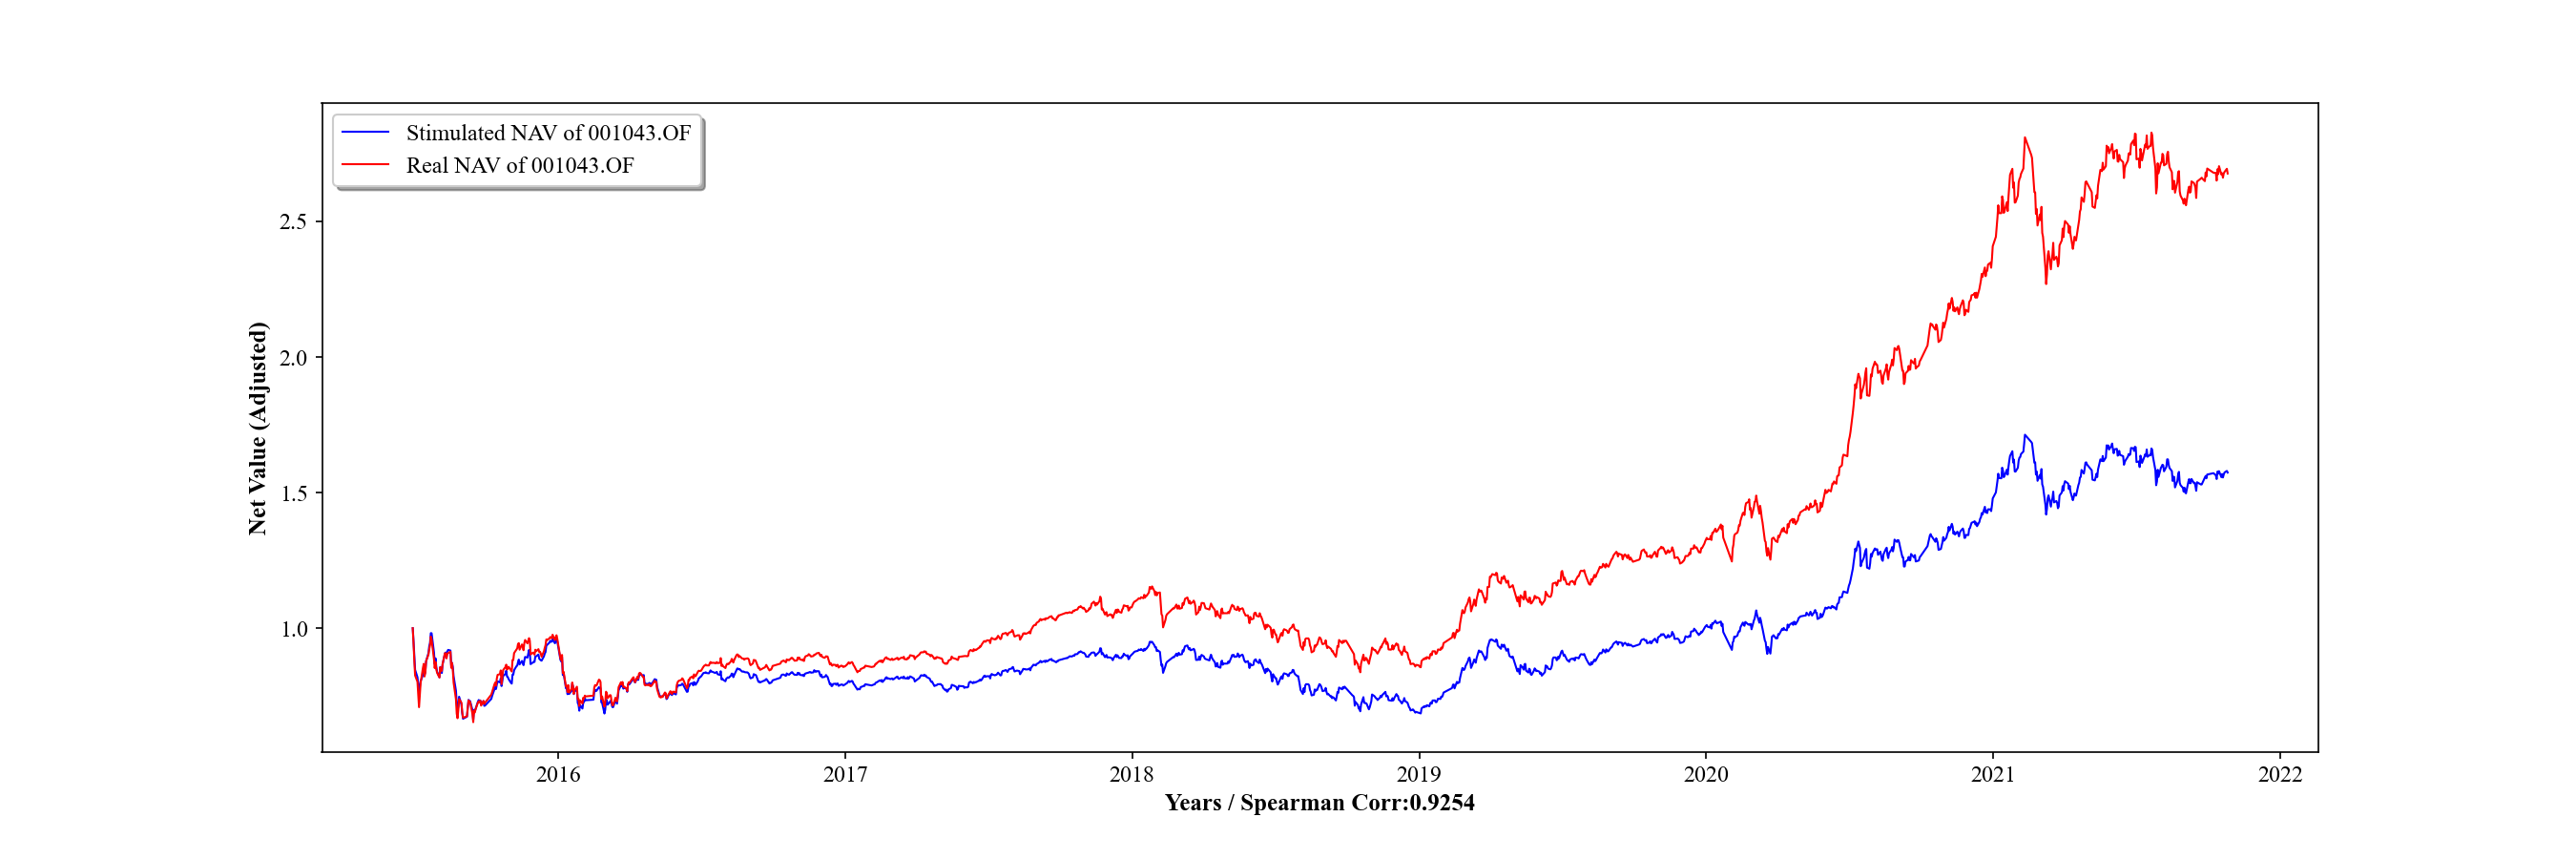 Stimulated NAV of 001043.OF
Real NAV of 001043.OF
Net Value (Adjusted)
2.5
2.0
1.5
1.0
2016 2017 2018 2019 2020 2021 2022
Years / Spearman Corr:0.9254